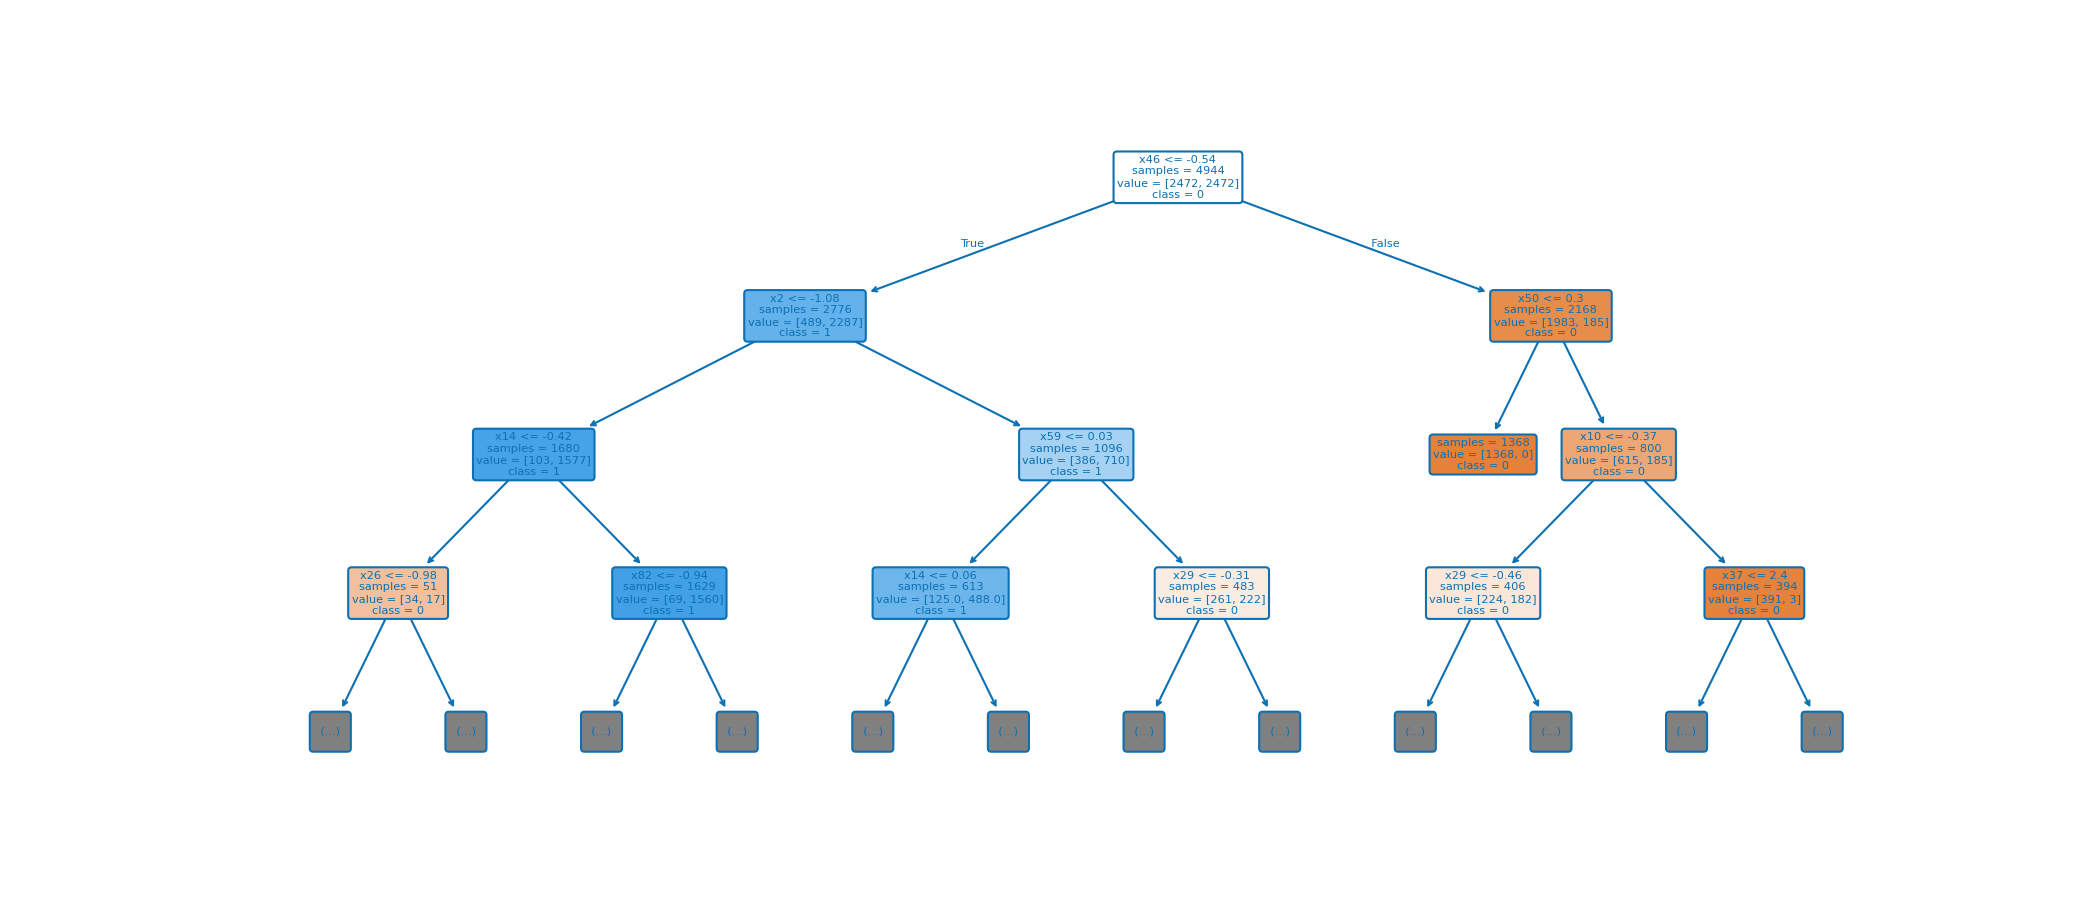 x46 <= -0.54
samples = 4944
value = [2472, 2472]
class = 0
True
False
x2 <= -1.08
samples = 2776
value = [489, 2287]
class = 1
x50 <= 0.3
samples = 2168
value = [1983, 185]
class = 0
x14 <= -0.42
samples = 1680
value = [103, 1577]
class = 1
x59 <= 0.03
samples = 1096
value = [386, 710]
class = 1
samples = 1368
value = [1368, 0]
class = 0
x10 <= -0.37
samples = 800
value = [615, 185]
class = 0
x26 <= -0.98
samples = 51
value = [34, 17]
class = 0
x82 <= -0.94
samples = 1629
value = [69, 1560]
class = 1
x14 <= 0.06
samples = 613
value = [125.0, 488.0]
class = 1
x29 <= -0.31
samples = 483
value = [261, 222]
class = 0
x29 <= -0.46
samples = 406
value = [224, 182]
class = 0
x37 <= 2.4
samples = 394
value = [391, 3]
class = 0
(...)
(...)
(...)
(...)
(...)
(...)
(...)
(...)
(...)
(...)
(...)
(...)